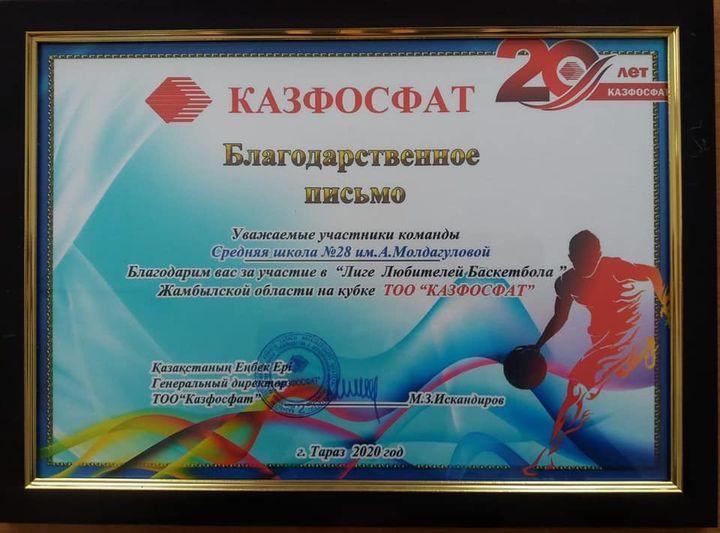 КАЗФОСФАТ
20 лет
КАЗФОСФАТ
Благодарственное
письмо
Уважаемые участники команды
Средняя школа №28 им.А.Молдагуловой
Благодарим вас за участие в "Лиге Любителей Баскетбола"
Жамбылской области на кубке ТОО "КАЗФОСФАТ"
Қазақстаның Еңбек Ері
Генеральный директор
ТОО"Казфосфат" М.З.Искандиров
г. Тараз 2020 год